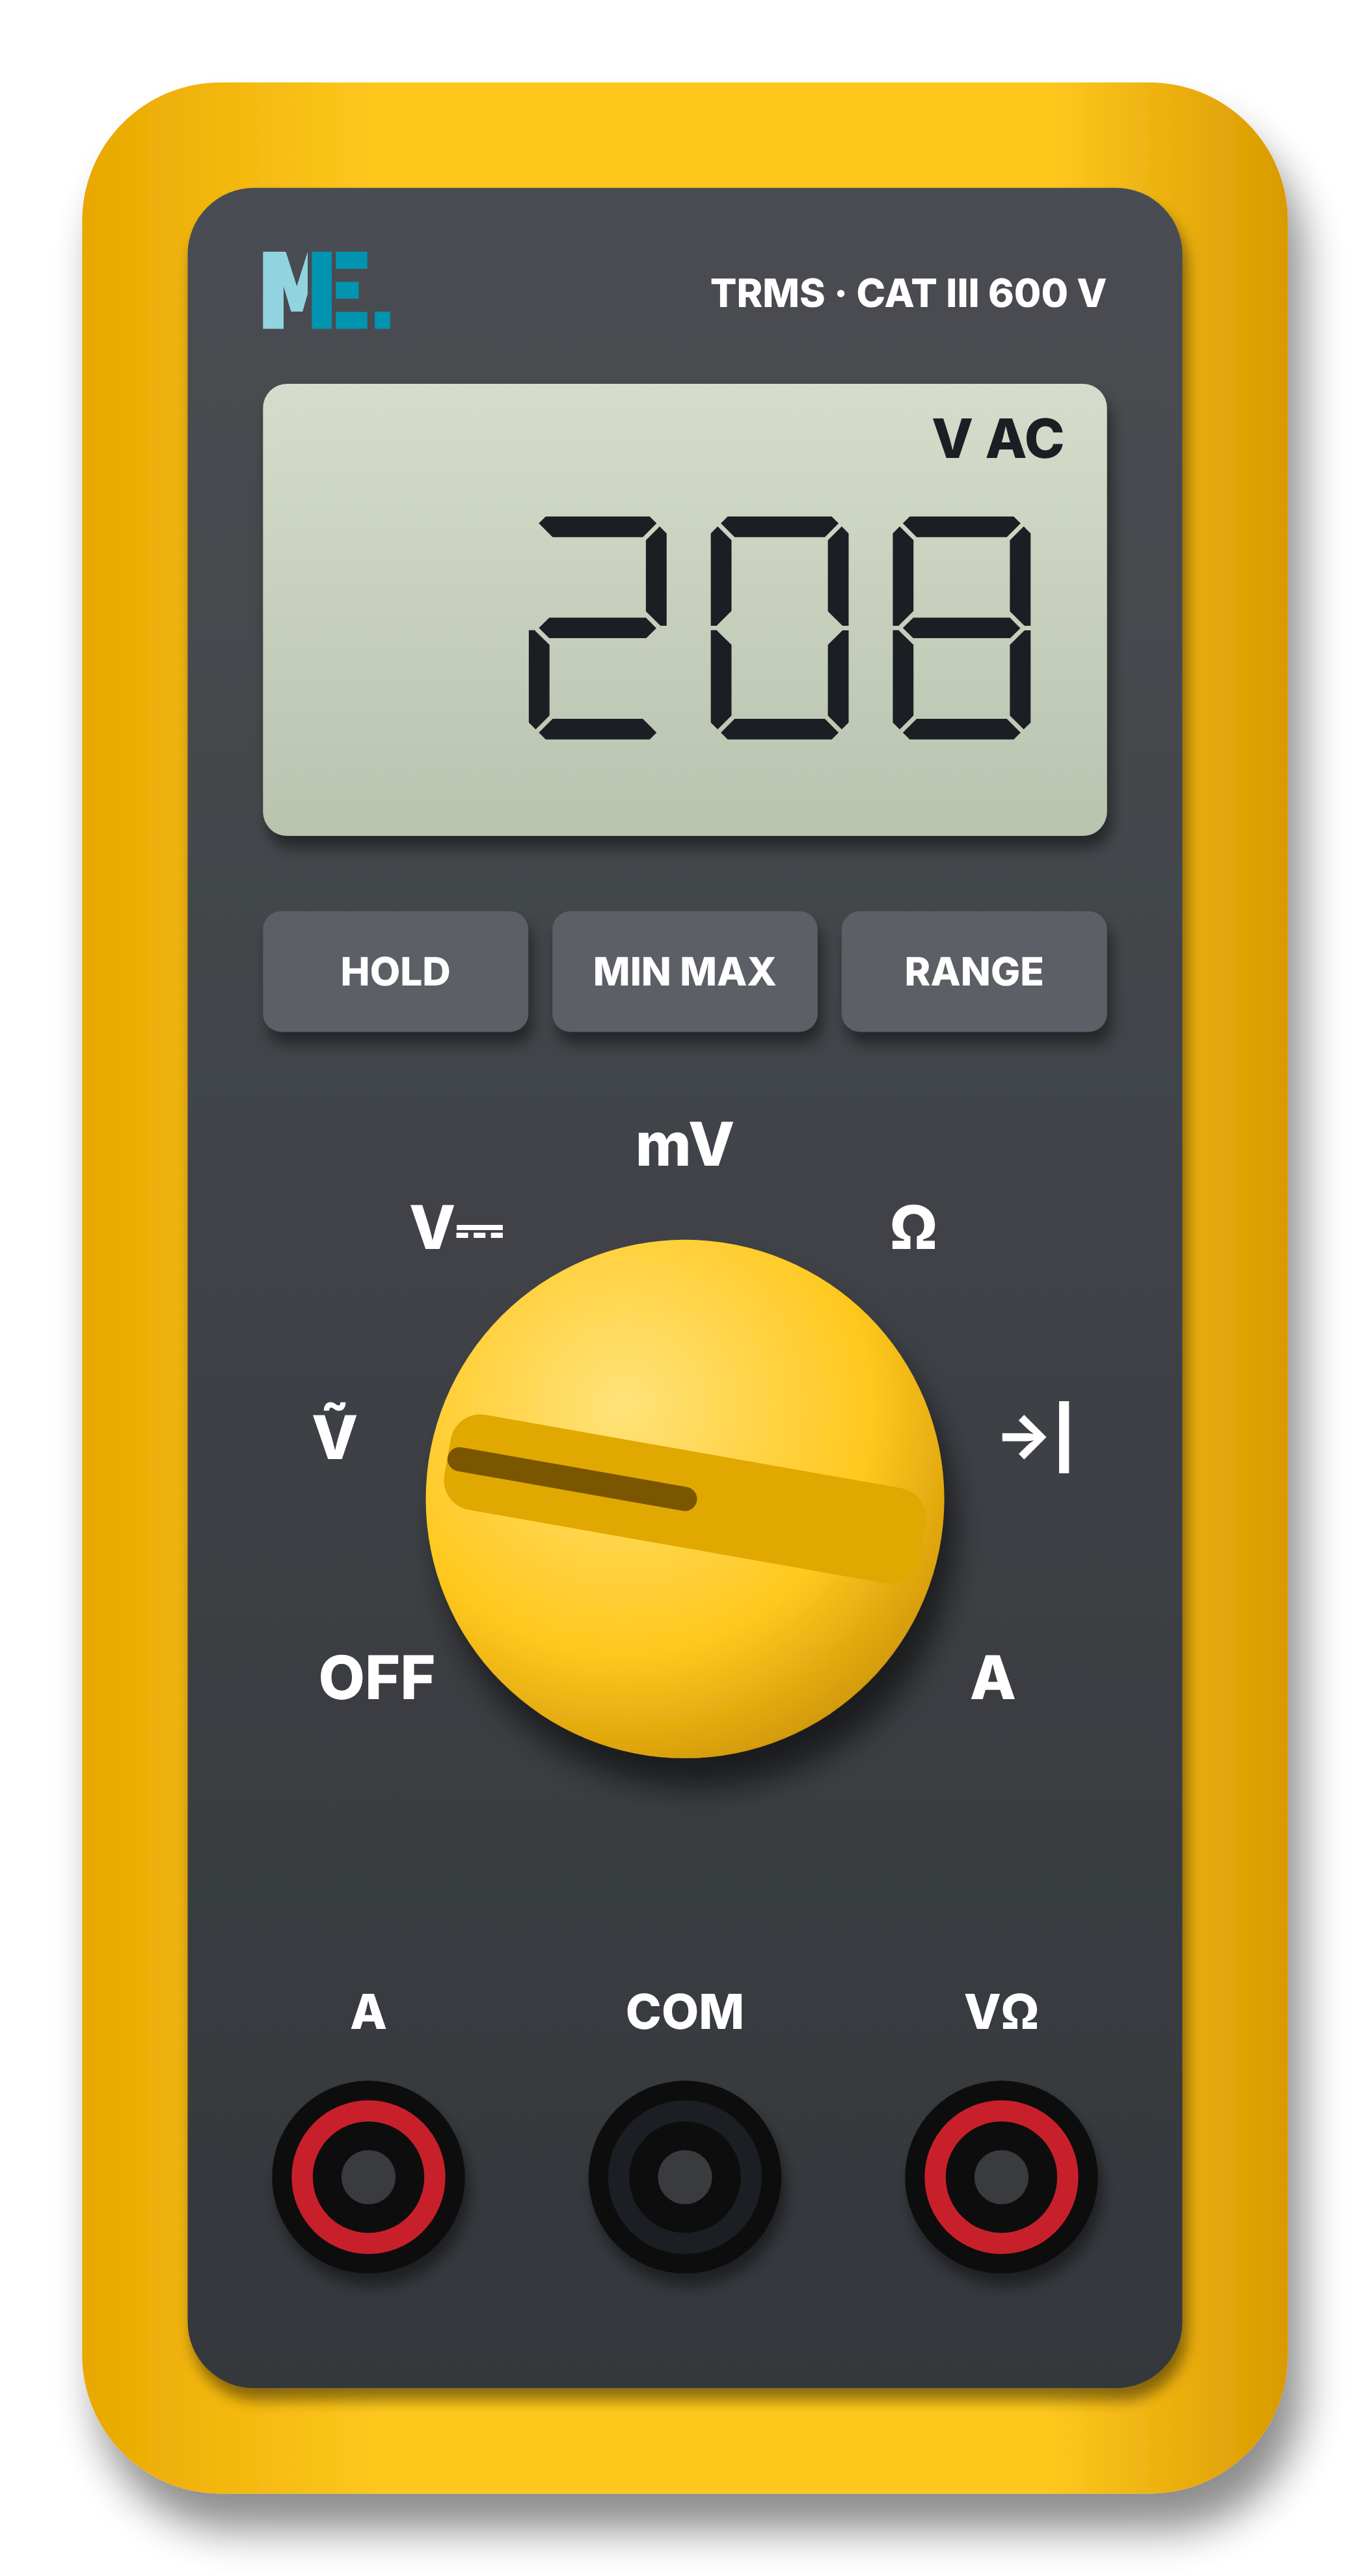 ME.
TRMS · CAT III 600 V
V AC
208
HOLD
MIN MAX
RANGE
mV
V⎓
Ω
Ṽ
OFF
A
A
COM
VΩ